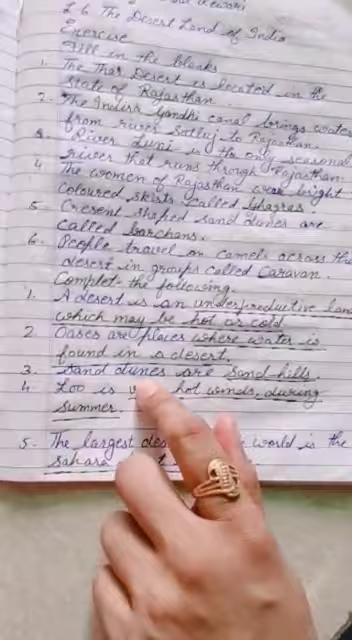 L 6 The Desert Land of India
Exercise
Fill in the blanks
1. The Thar Desert is located in the
State of Rajasthan.
2. The Indira Gandhi canal brings water
from river Satluj to Rajasthan.
3. River Luni is the only seasonal
river that runs through Rajasthan.
4. The women of Rajasthan wear bright
Coloured skirts called ghagras.
5. Cresent shaped sand dunes are
called barchans.
6. People travel on camels across the
desert in groups called Caravan.
Complet the following.
1. A desert is an underproductive land
which may be hot or cold.
2. Oases are places where water is
found in a desert.
3. Sand dunes are Sand hills.
4. Loo is hot winds, during
summer.
5. The largest des world is the
Sahara